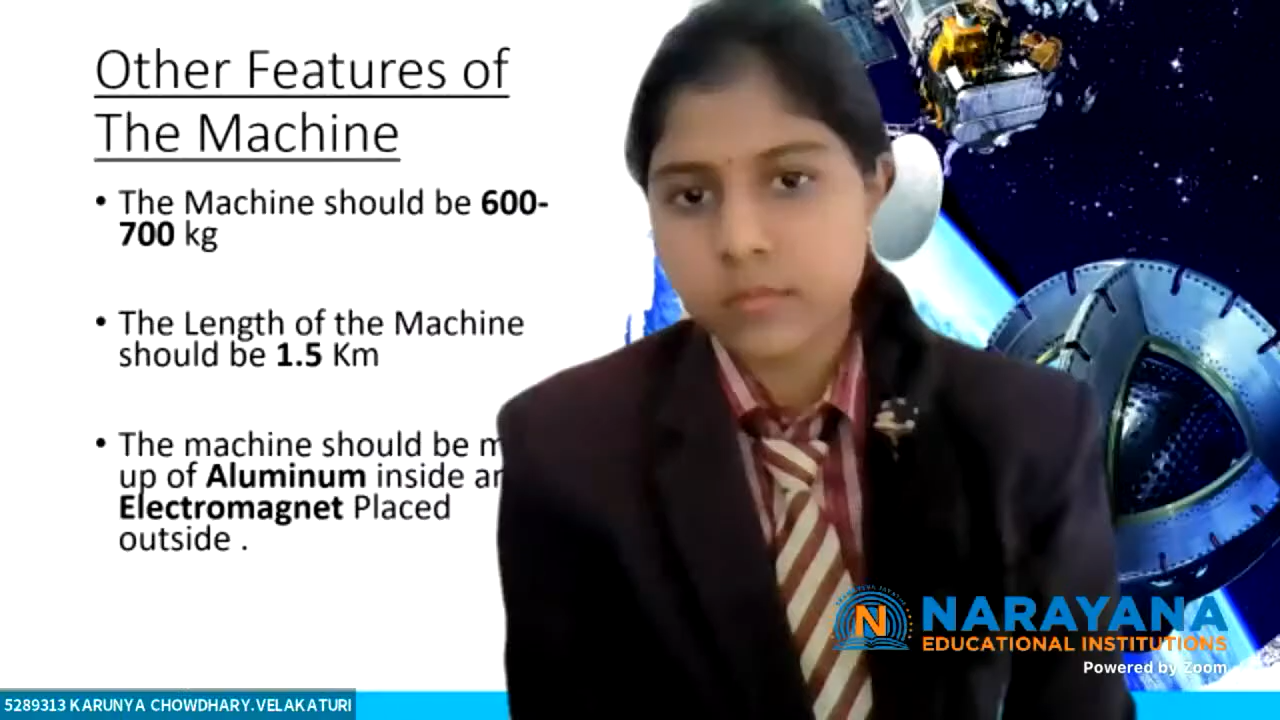 Other Features of
The Machine
• The Machine should be 600-
700 kg
• The Length of the Machine
should be 1.5 Km
• The machine should be
up of Aluminum inside
Electromagnet Placed
outside .
N
NARAYANA
EDUCATIONAL INSTITUTIONS
Powered by Zoom
5289313 KARUNYA CHOWDHARY.VELAKATURI